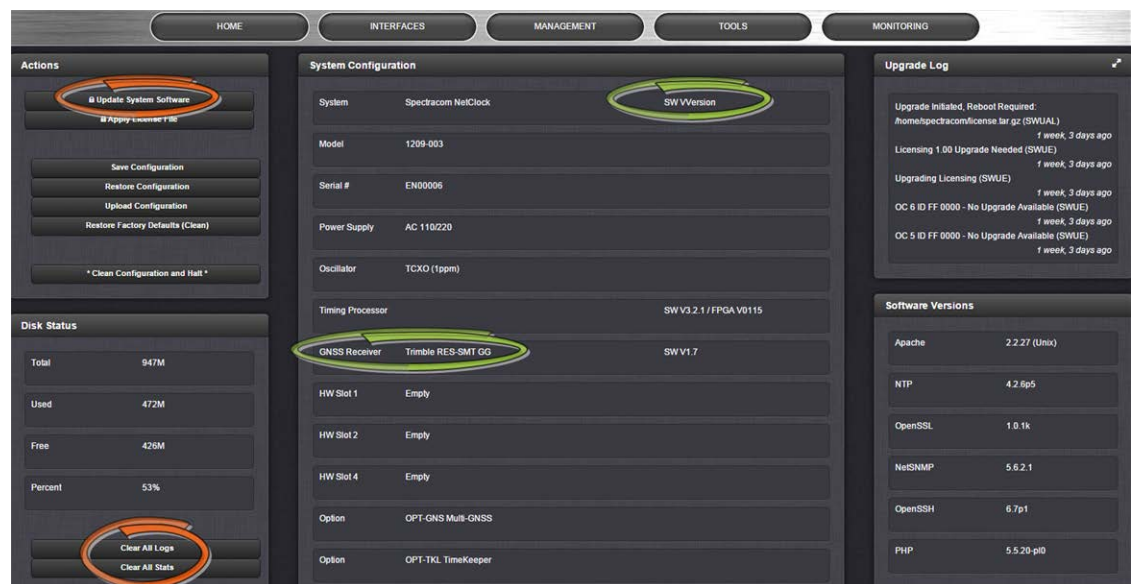 HOME INTERFACES MANAGEMENT TOOLS MONITORING
Actions
Update System Software
Apply License File
Save Configuration
Restore Configuration
Upload Configuration
Restore Factory Defaults (Clean)
* Clean Configuration and Halt *
Disk Status
Total 947M
Used 472M
Free 426M
Percent 53%
Clear All Logs
Clear All Stats
System Configuration
System Spectracom NetClock SW VVersion
Model 1209-003
Serial # EN00006
Power Supply AC 110/220
Oscillator TCXO (1ppm)
Timing Processor SW V3.2.1 / FPGA V0115
GNSS Receiver Trimble RES-SMT GG SW V1.7
HW Slot 1 Empty
HW Slot 2 Empty
HW Slot 4 Empty
Option OPT-GNS Multi-GNSS
Option OPT-TKL TimeKeeper
Upgrade Log
Upgrade Initiated, Reboot Required:
/home/spectracom/license.tar.gz (SWUAL)
1 week, 3 days ago
Licensing 1.00 Upgrade Needed (SWUE)
1 week, 3 days ago
Upgrading Licensing (SWUE)
1 week, 3 days ago
OC 6 ID FF 0000 - No Upgrade Available (SWUE)
1 week, 3 days ago
OC 5 ID FF 0000 - No Upgrade Available (SWUE)
1 week, 3 days ago
Software Versions
Apache 2.2.27 (Unix)
NTP 4.2.6p5
OpenSSL 1.0.1k
NetSNMP 5.6.2.1
OpenSSH 6.7p1
PHP 5.5.20-pl0